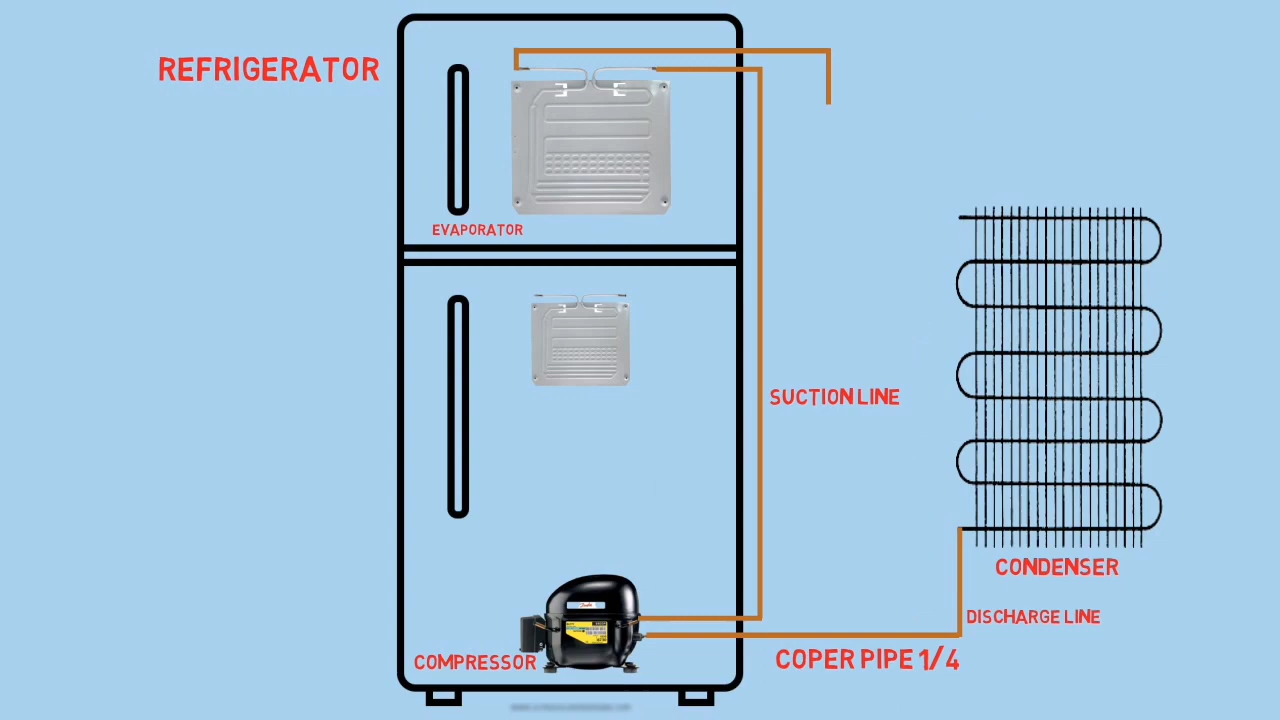 REFRIGERATOR
EVAPORATOR
SUCTION LINE
CONDENSER
DISCHARGE LINE
COMPRESSOR
COPER PIPE 1/4